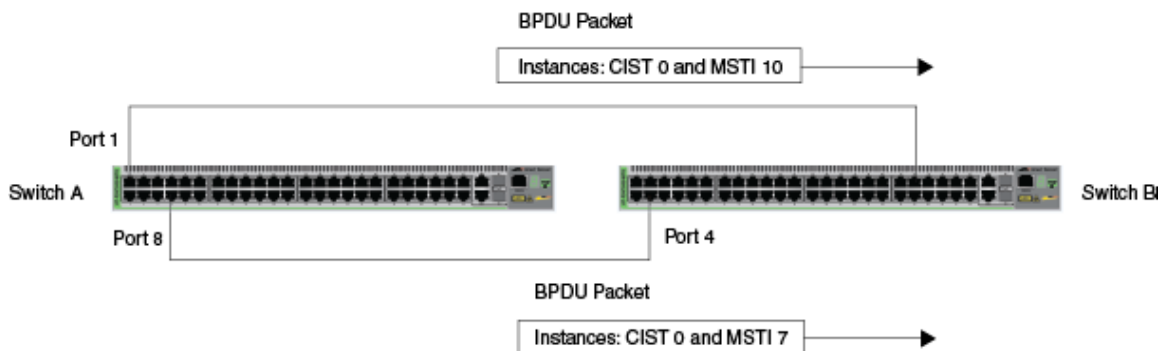 BPDU Packet
Instances: CIST 0 and MSTI 10
Port 1
Switch A
Switch B
Port 8
Port 4
BPDU Packet
Instances: CIST 0 and MSTI 7